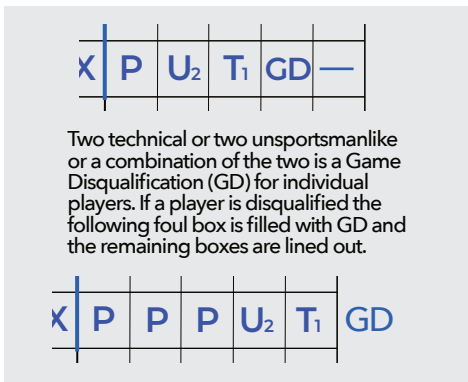 X P U₂ T₁ GD —
Two technical or two unsportsmanlike
or a combination of the two is a Game
Disqualification (GD) for individual
players. If a player is disqualified the
following foul box is filled with GD and
the remaining boxes are lined out.
X P P P U₂ T₁ GD